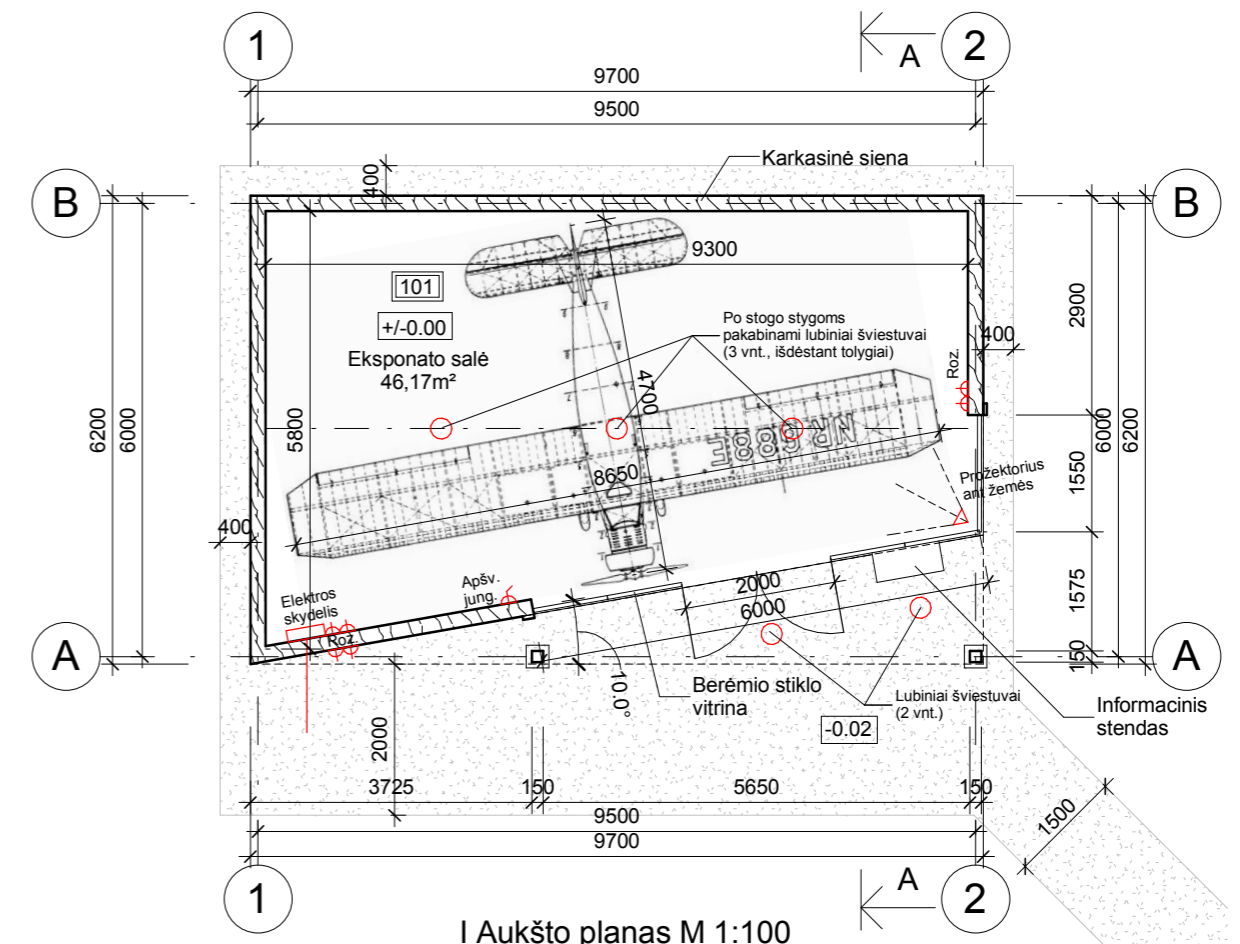 1
A
2
9700
9500
400
Karkasinė siena
B
B
9300
101
+/-0.00
Eksponato salė
46,17m²
Po stogo stygoms
pakabinami lubiniai šviestuvai
(3 vnt., išdėstant tolygiai)
2900
400
Roz.
4700
6200
6000
5800
6000
6200
NR 688E
8650
Prožektorius
ant žemės
1550
400
Elektros
skydelis
Apšv.
jung.
2000
6000
1575
Roz.
A
A
150
10.0°
Berėmio stiklo
vitrina
Lubiniai šviestuvai
(2 vnt.)
Informacinis
stendas
-0.02
2000
3725
150
5650
150
1500
9500
9700
1
A
2
I Aukšto planas M 1:100